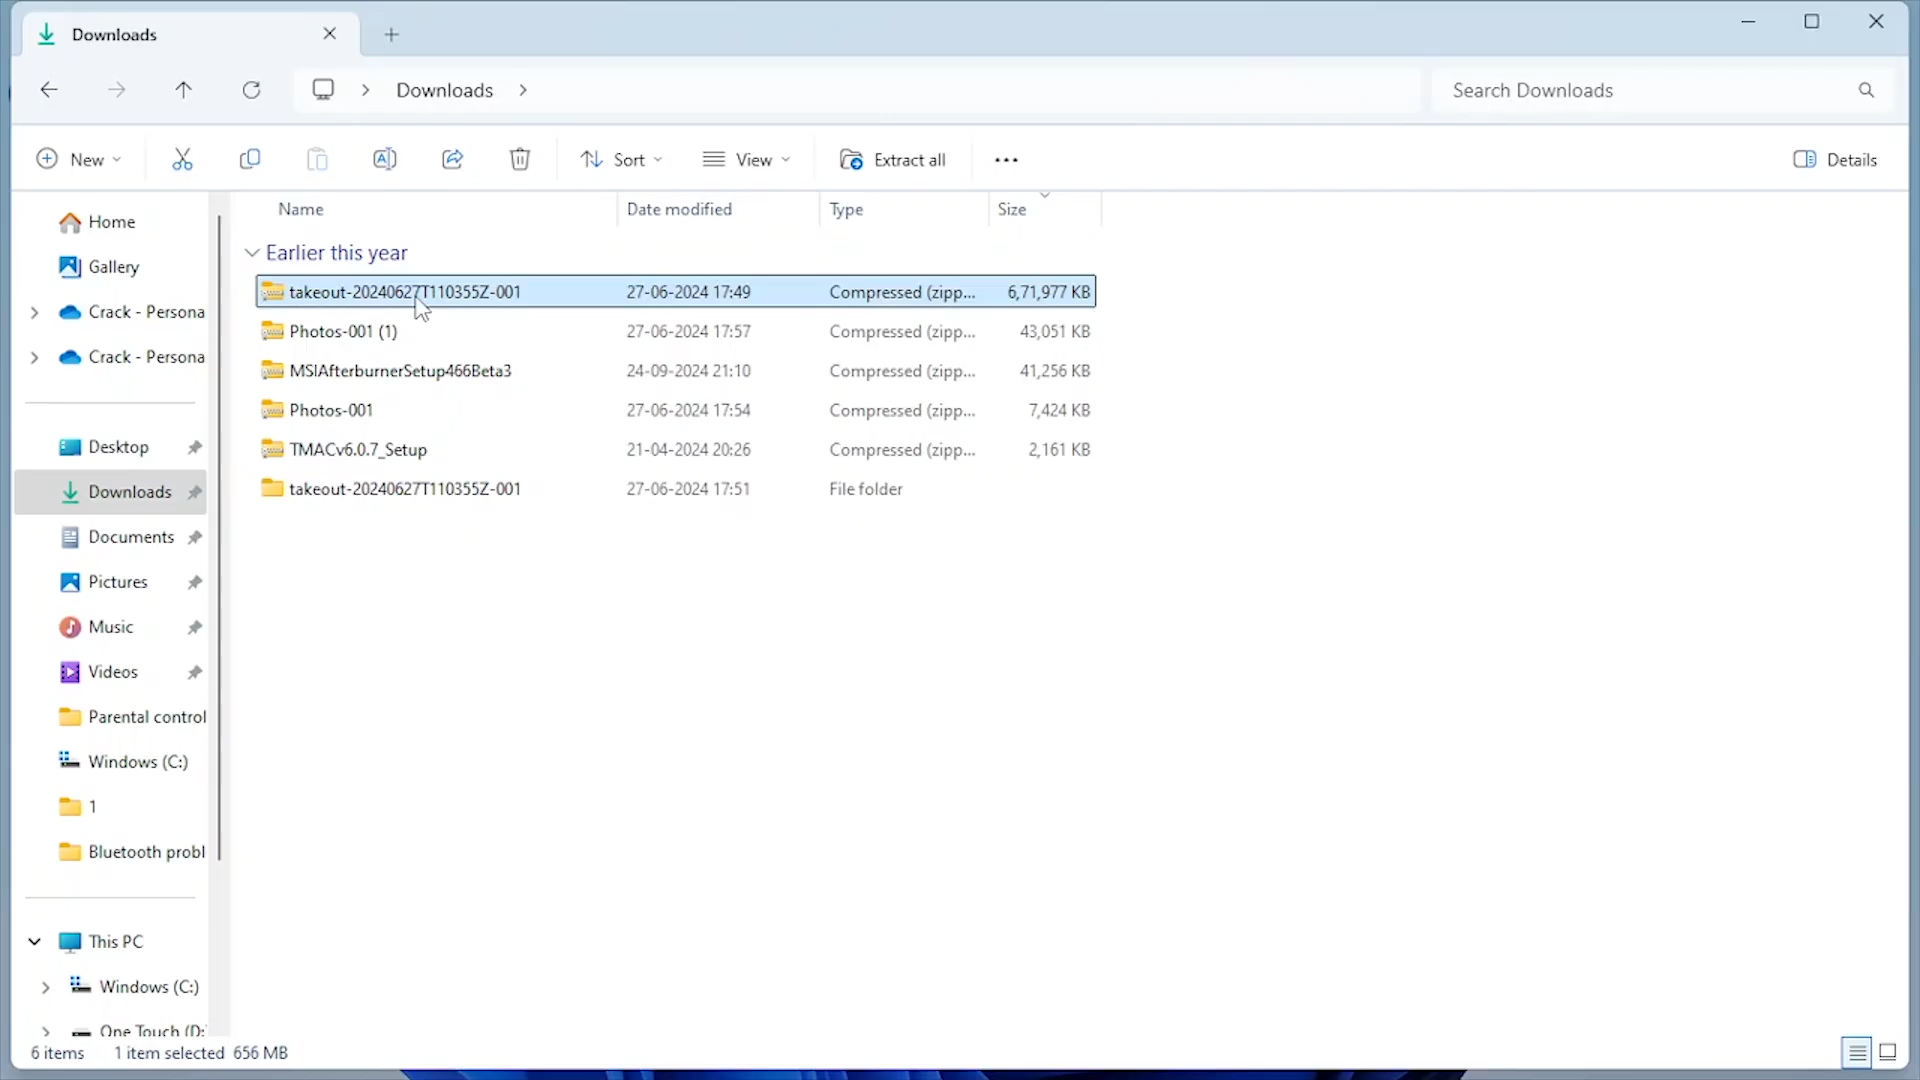 Downloads
Downloads
Search Downloads
New
Sort
View
Extract all
Details
Name Date modified Type Size
Earlier this year
takeout-20240627T110355Z-001 27-06-2024 17:49 Compressed (zipp... 6,71,977 KB
Photos-001 (1) 27-06-2024 17:57 Compressed (zipp... 43,051 KB
MSIAfterburnerSetup466Beta3 24-09-2024 21:10 Compressed (zipp... 41,256 KB
Photos-001 27-06-2024 17:54 Compressed (zipp... 7,424 KB
TMACv6.0.7_Setup 21-04-2024 20:26 Compressed (zipp... 2,161 KB
takeout-20240627T110355Z-001 27-06-2024 17:51 File folder
Home
Gallery
Crack - Persona
Crack - Persona
Desktop
Downloads
Documents
Pictures
Music
Videos
Parental control
Windows (C:)
1
Bluetooth probl
This PC
Windows (C:)
One Touch (D:
6 items 1 item selected 656 MB